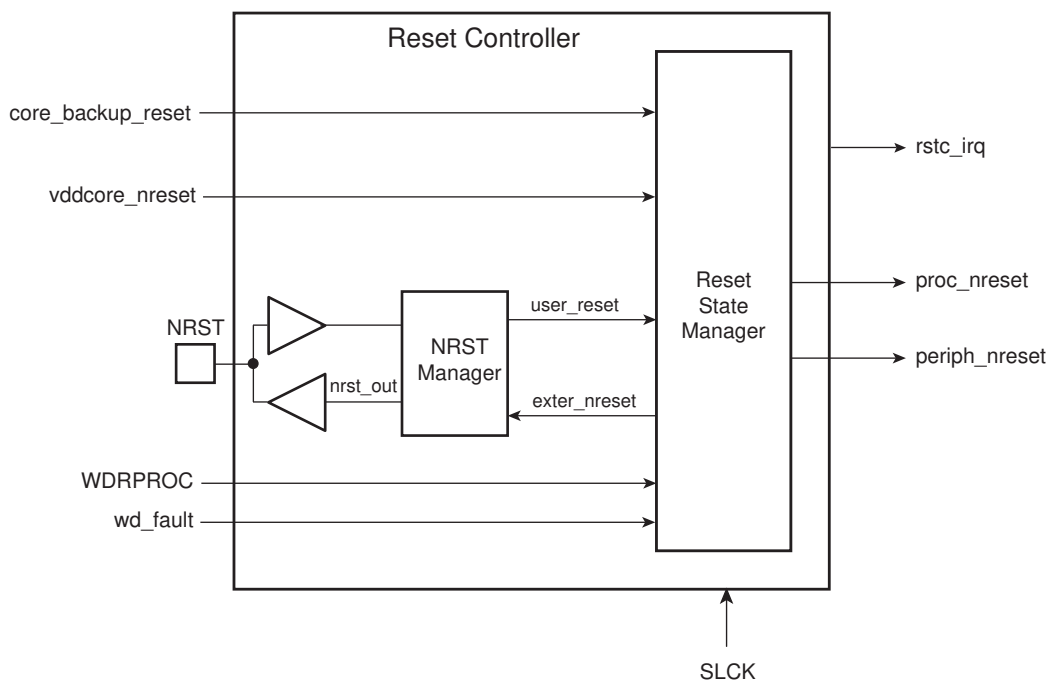 Reset Controller
core_backup_reset
rstc_irq
vddcore_nreset
Reset
State
Manager
proc_nreset
user_reset
NRST
NRST
Manager
periph_nreset
nrst_out
exter_nreset
WDRPROC
wd_fault
SLCK